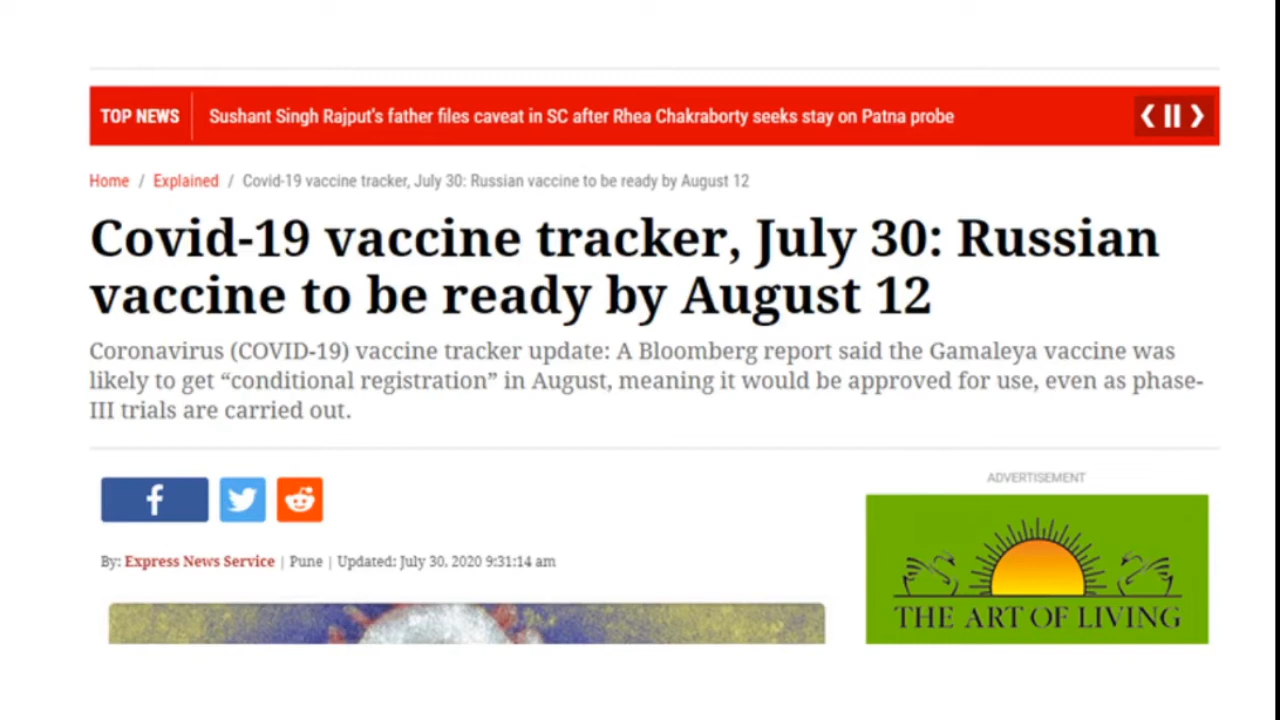 TOP NEWS Sushant Singh Rajput's father files caveat in SC after Rhea Chakraborty seeks stay on Patna probe
Home / Explained / Covid-19 vaccine tracker, July 30: Russian vaccine to be ready by August 12
Covid-19 vaccine tracker, July 30: Russian
vaccine to be ready by August 12
Coronavirus (COVID-19) vaccine tracker update: A Bloomberg report said the Gamaleya vaccine was
likely to get “conditional registration” in August, meaning it would be approved for use, even as phase-
III trials are carried out.
ADVERTISEMENT
By: Express News Service | Pune | Updated: July 30, 2020 9:31:14 am
THE ART OF LIVING